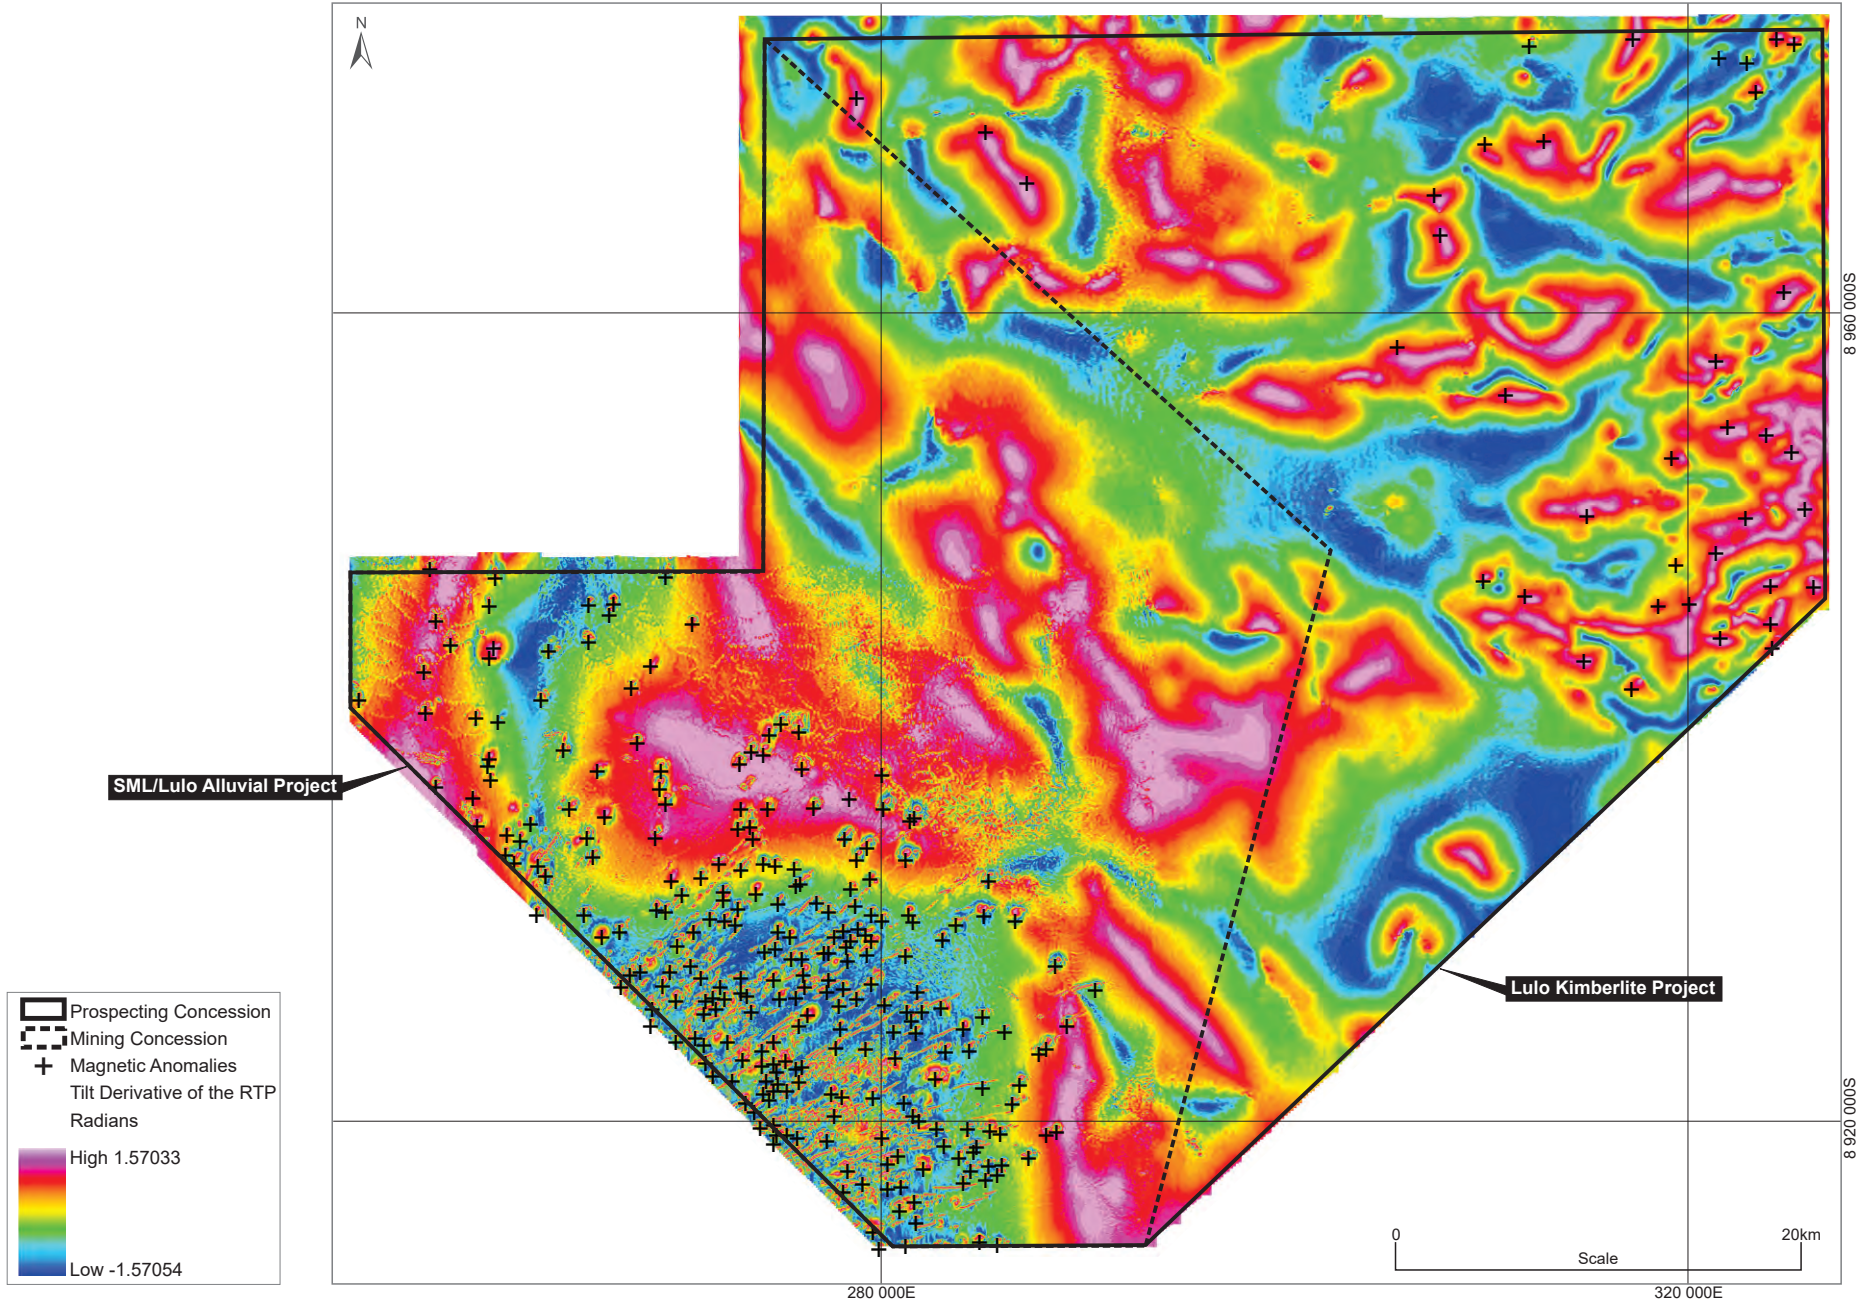 N
8 960 000S
SML/Lulo Alluvial Project
Lulo Kimberlite Project
Prospecting Concession
Mining Concession
Magnetic Anomalies
Tilt Derivative of the RTP
Radians
High 1.57033
Low -1.57054
8 920 000S
0 20km
Scale
280 000E 320 000E